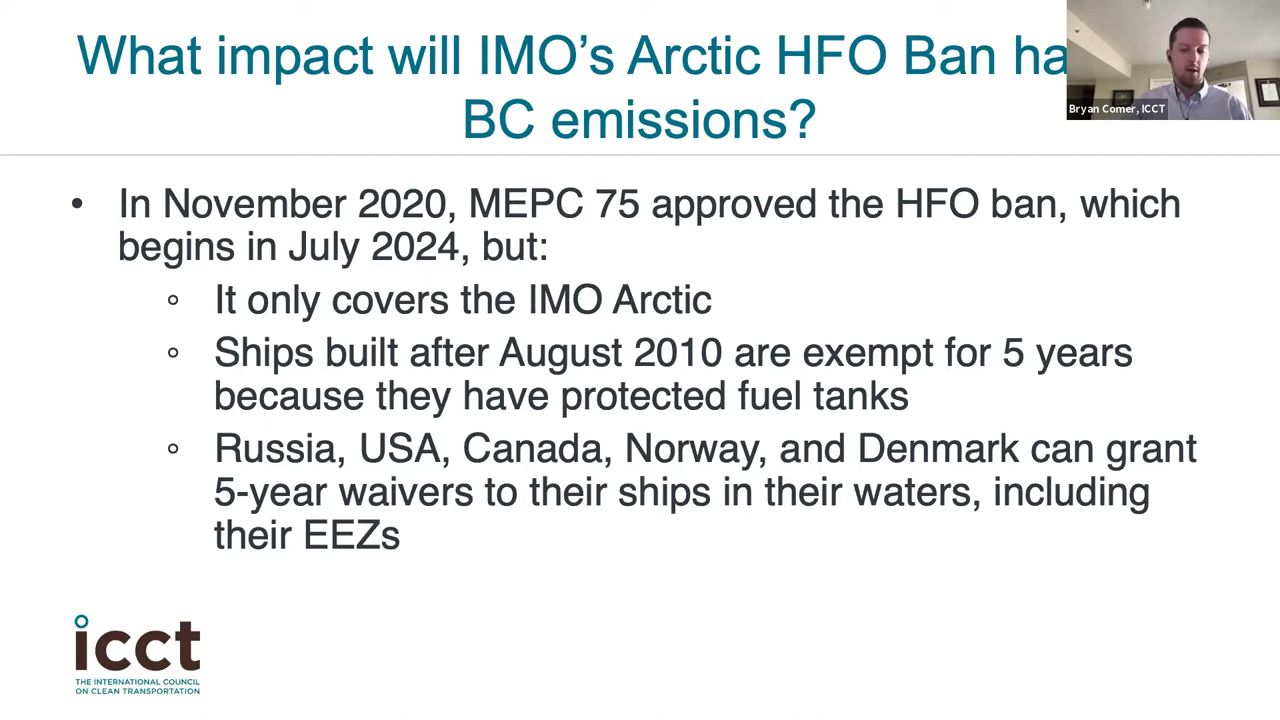 What impact will IMO's Arctic HFO Ban
BC emissions?
Bryan Comer, ICCT
• In November 2020, MEPC 75 approved the HFO ban, which
begins in July 2024, but:
◦ It only covers the IMO Arctic
◦ Ships built after August 2010 are exempt for 5 years
because they have protected fuel tanks
◦ Russia, USA, Canada, Norway, and Denmark can grant
5-year waivers to their ships in their waters, including
their EEZs
icct
THE INTERNATIONAL COUNCIL
ON CLEAN TRANSPORTATION